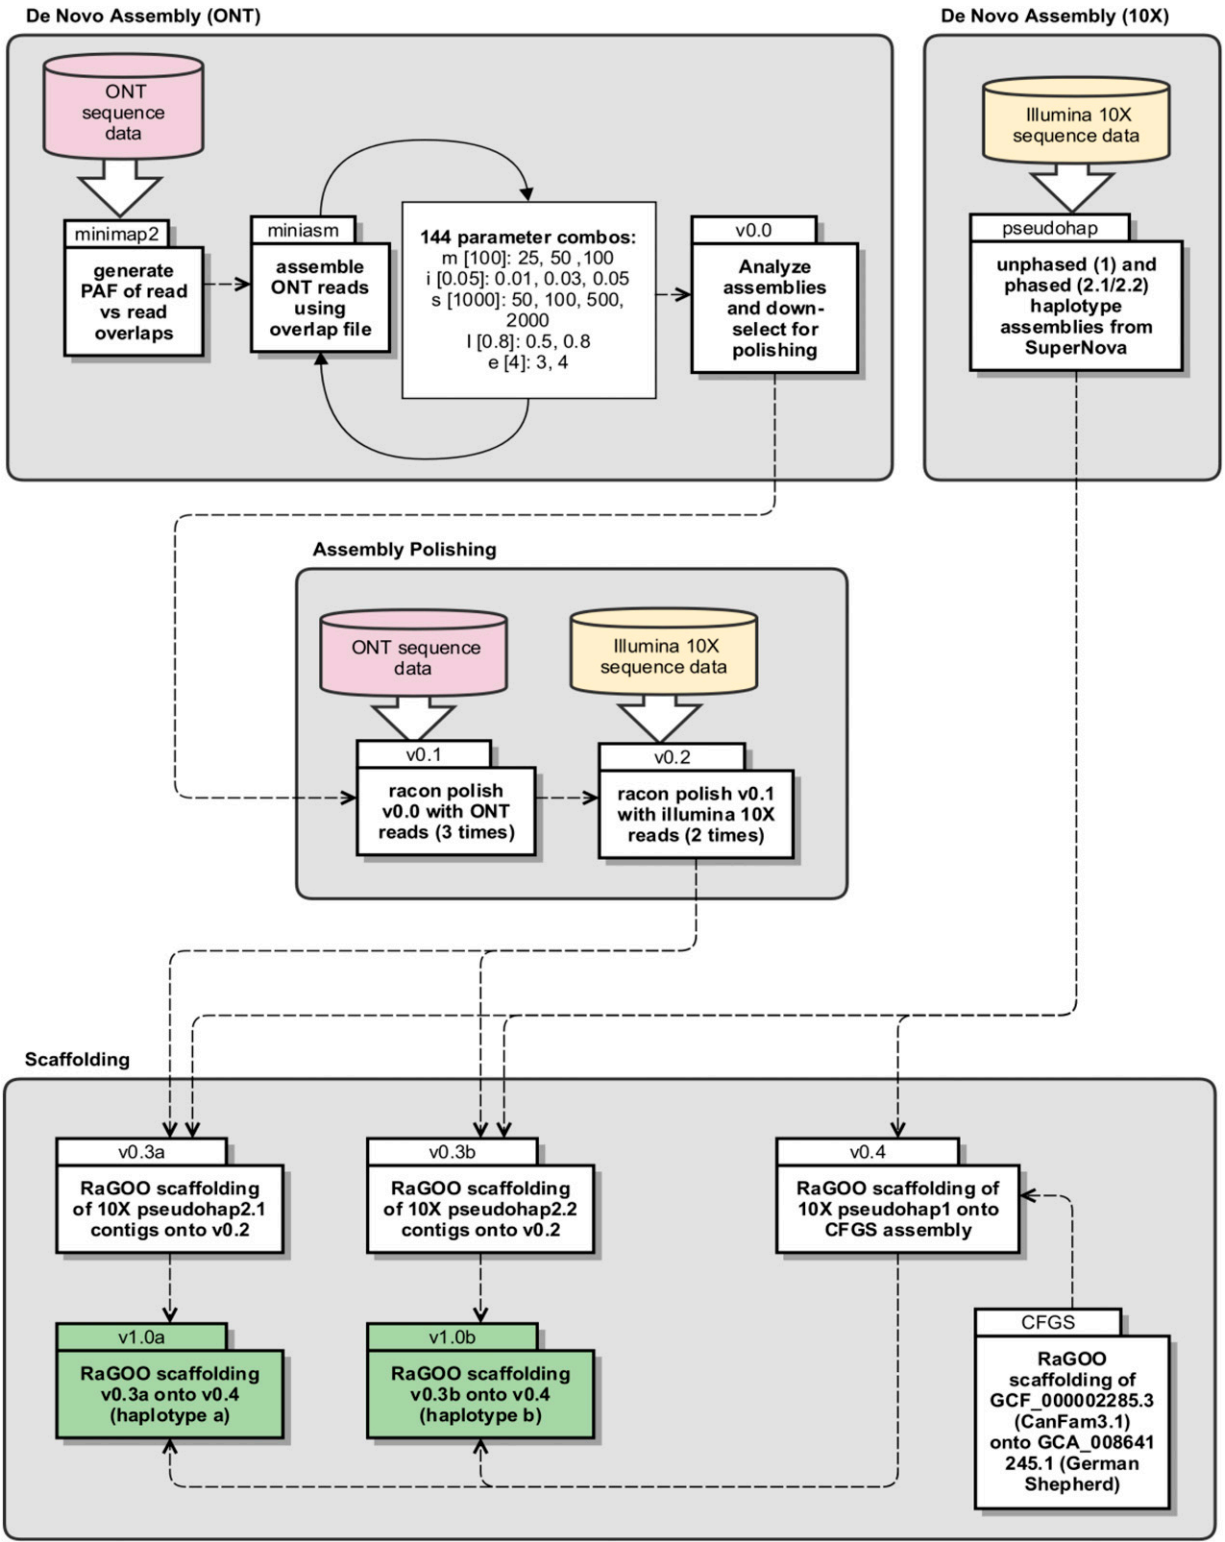 De Novo Assembly (ONT)
De Novo Assembly (10X)
ONT
sequence
data
minimap2
generate
PAF of read
vs read
overlaps
miniasm
assemble
ONT reads
using
overlap file
144 parameter combos:
m [100]: 25, 50 ,100
i [0.05]: 0.01, 0.03, 0.05
s [1000]: 50, 100, 500,
2000
I [0.8]: 0.5, 0.8
e [4]: 3, 4
v0.0
Analyze
assemblies
and down-
select for
polishing
Illumina 10X
sequence data
pseudohap
unphased (1) and
phased (2.1/2.2)
haplotype
assemblies from
SuperNova
Assembly Polishing
ONT sequence
data
v0.1
racon polish
v0.0 with ONT
reads (3 times)
Illumina 10X
sequence data
v0.2
racon polish v0.1
with illumina 10X
reads (2 times)
Scaffolding
v0.3a
RaGOO scaffolding
of 10X pseudohap2.1
contigs onto v0.2
v0.3b
RaGOO scaffolding
of 10X pseudohap2.2
contigs onto v0.2
v0.4
RaGOO scaffolding of
10X pseudohap1 onto
CFGS assembly
v1.0a
RaGOO scaffolding
v0.3a onto v0.4
(haplotype a)
v1.0b
RaGOO scaffolding
v0.3b onto v0.4
(haplotype b)
CFGS
RaGOO
scaffolding of
GCF_000002285.3
(CanFam3.1)
onto GCA_008641
245.1 (German
Shepherd)